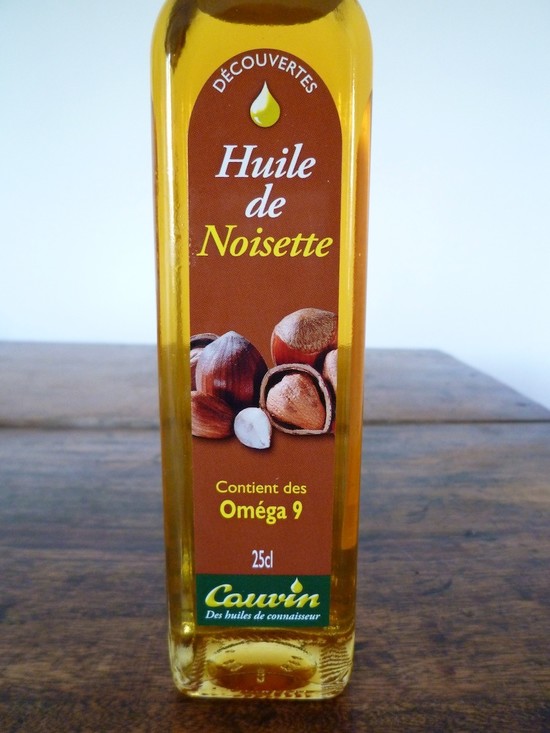 DÉCOUVERTES
Huile
de
Noisette
Contient des
Oméga 9
25cl
Cauvin
Des huiles de connaisseur